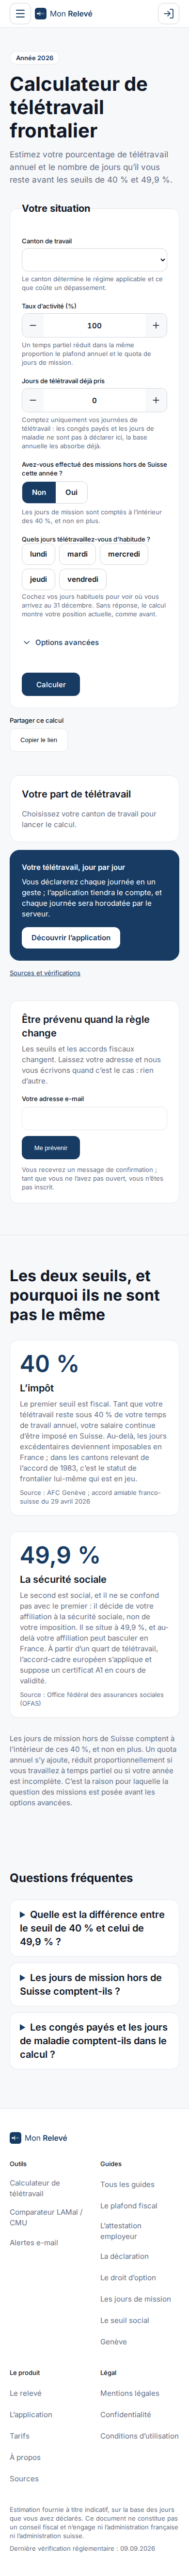 Mon Relevé
Année 2026
Calculateur de
télétravail
frontalier
Estimez votre pourcentage de télétravail
annuel et le nombre de jours qu'il vous
reste avant les seuils de 40 % et 49,9 %.
Votre situation
Canton de travail
Le canton détermine le régime applicable et ce
que coûte un dépassement.
Taux d'activité (%)
− 100 +
Un temps partiel réduit dans la même
proportion le plafond annuel et le quota de
jours de mission.
Jours de télétravail déjà pris
− 0 +
Comptez uniquement vos journées de
télétravail : les congés payés et les jours de
maladie ne sont pas à déclarer ici, la base
annuelle les absorbe déjà.
Avez-vous effectué des missions hors de Suisse
cette année ?
Non Oui
Les jours de mission sont comptés à l'intérieur
des 40 %, et non en plus.
Quels jours télétravaillez-vous d'habitude ?
lundi mardi mercredi
jeudi vendredi
Cochez vos jours habituels pour voir où vous
arrivez au 31 décembre. Sans réponse, le calcul
montre votre position actuelle, comme avant.
Options avancées
Calculer
Partager ce calcul
Copier le lien
Votre part de télétravail
Choisissez votre canton de travail pour
lancer le calcul.
Votre télétravail, jour par jour
Vous déclarerez chaque journée en un
geste ; l'application tiendra le compte, et
chaque journée sera horodatée par le
serveur.
Découvrir l'application
Sources et vérifications
Être prévenu quand la règle
change
Les seuils et les accords fiscaux
changent. Laissez votre adresse et nous
vous écrivons quand c'est le cas : rien
d'autre.
Votre adresse e-mail
Me prévenir
Vous recevrez un message de confirmation ;
tant que vous ne l'avez pas ouvert, vous n'êtes
pas inscrit.
Les deux seuils, et
pourquoi ils ne sont
pas le même
40 %
L'impôt
Le premier seuil est fiscal. Tant que votre
télétravail reste sous 40 % de votre temps
de travail annuel, votre salaire continue
d'être imposé en Suisse. Au-delà, les jours
excédentaires deviennent imposables en
France ; dans les cantons relevant de
l'accord de 1983, c'est le statut de
frontalier lui-même qui est en jeu.
Source : AFC Genève ; accord amiable franco-
suisse du 29 avril 2026
49,9 %
La sécurité sociale
Le second est social, et il ne se confond
pas avec le premier : il décide de votre
affiliation à la sécurité sociale, non de
votre imposition. Il se situe à 49,9 %, et au-
delà votre affiliation peut basculer en
France. À partir d'un quart de télétravail,
l'accord-cadre européen s'applique et
suppose un certificat A1 en cours de
validité.
Source : Office fédéral des assurances sociales
(OFAS)
Les jours de mission hors de Suisse comptent à
l'intérieur de ces 40 %, et non en plus. Un quota
annuel s'y ajoute, réduit proportionnellement si
vous travaillez à temps partiel ou si votre année
est incomplète. C'est la raison pour laquelle la
question des missions est posée avant les
options avancées.
Questions fréquentes
Quelle est la différence entre
le seuil de 40 % et celui de
49,9 % ?
Les jours de mission hors de
Suisse comptent-ils ?
Les congés payés et les jours
de maladie comptent-ils dans le
calcul ?
Mon Relevé
Outils
Calculateur de
télétravail
Comparateur LAMal /
CMU
Alertes e-mail
Guides
Tous les guides
Le plafond fiscal
L'attestation
employeur
La déclaration
Le droit d'option
Les jours de mission
Le seuil social
Genève
Le produit
Le relevé
L'application
Tarifs
À propos
Sources
Légal
Mentions légales
Confidentialité
Conditions d'utilisation
Estimation fournie à titre indicatif, sur la base des jours
que vous avez déclarés. Ce document ne constitue pas
un conseil fiscal et n'engage ni l'administration française
ni l'administration suisse.
Dernière vérification réglementaire : 09.09.2026